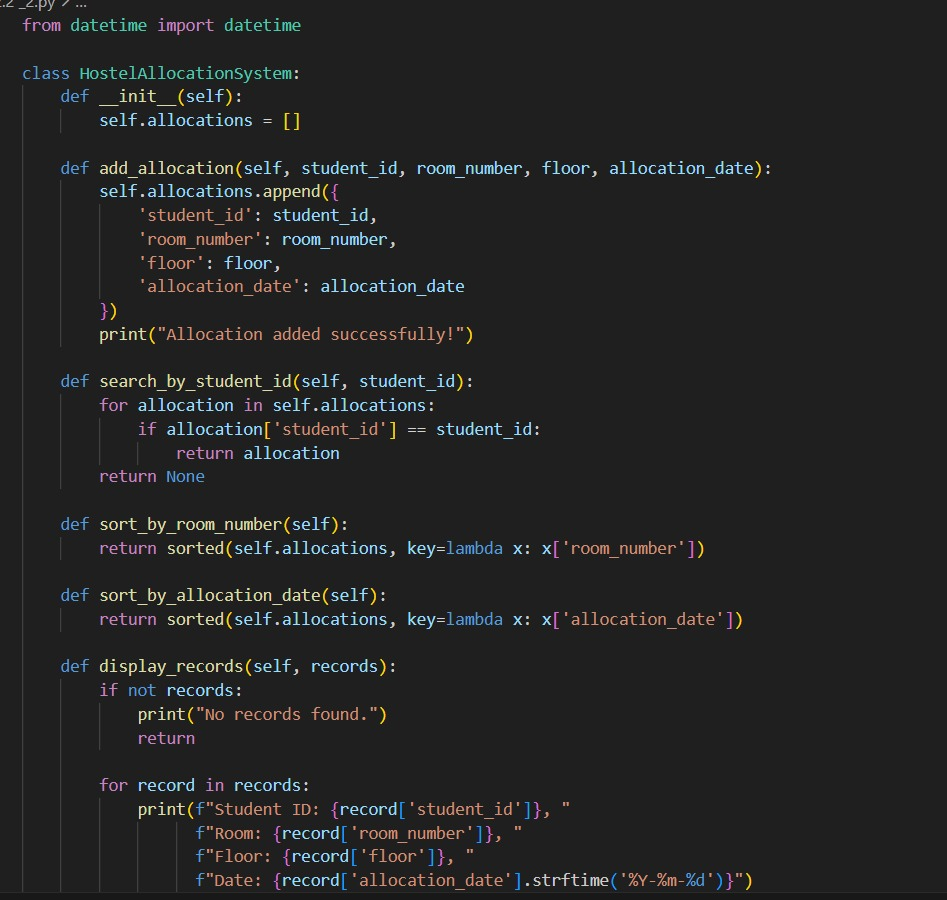 2.2 _2.py > ...
from datetime import datetime

class HostelAllocationSystem:
    def __init__(self):
        self.allocations = []

    def add_allocation(self, student_id, room_number, floor, allocation_date):
        self.allocations.append({
            'student_id': student_id,
            'room_number': room_number,
            'floor': floor,
            'allocation_date': allocation_date
        })
        print("Allocation added successfully!")

    def search_by_student_id(self, student_id):
        for allocation in self.allocations:
            if allocation['student_id'] == student_id:
                return allocation
        return None

    def sort_by_room_number(self):
        return sorted(self.allocations, key=lambda x: x['room_number'])

    def sort_by_allocation_date(self):
        return sorted(self.allocations, key=lambda x: x['allocation_date'])

    def display_records(self, records):
        if not records:
            print("No records found.")
            return

        for record in records:
            print(f"Student ID: {record['student_id']}, "
                  f"Room: {record['room_number']}, "
                  f"Floor: {record['floor']}, "
                  f"Date: {record['allocation_date'].strftime('%Y-%m-%d')}")